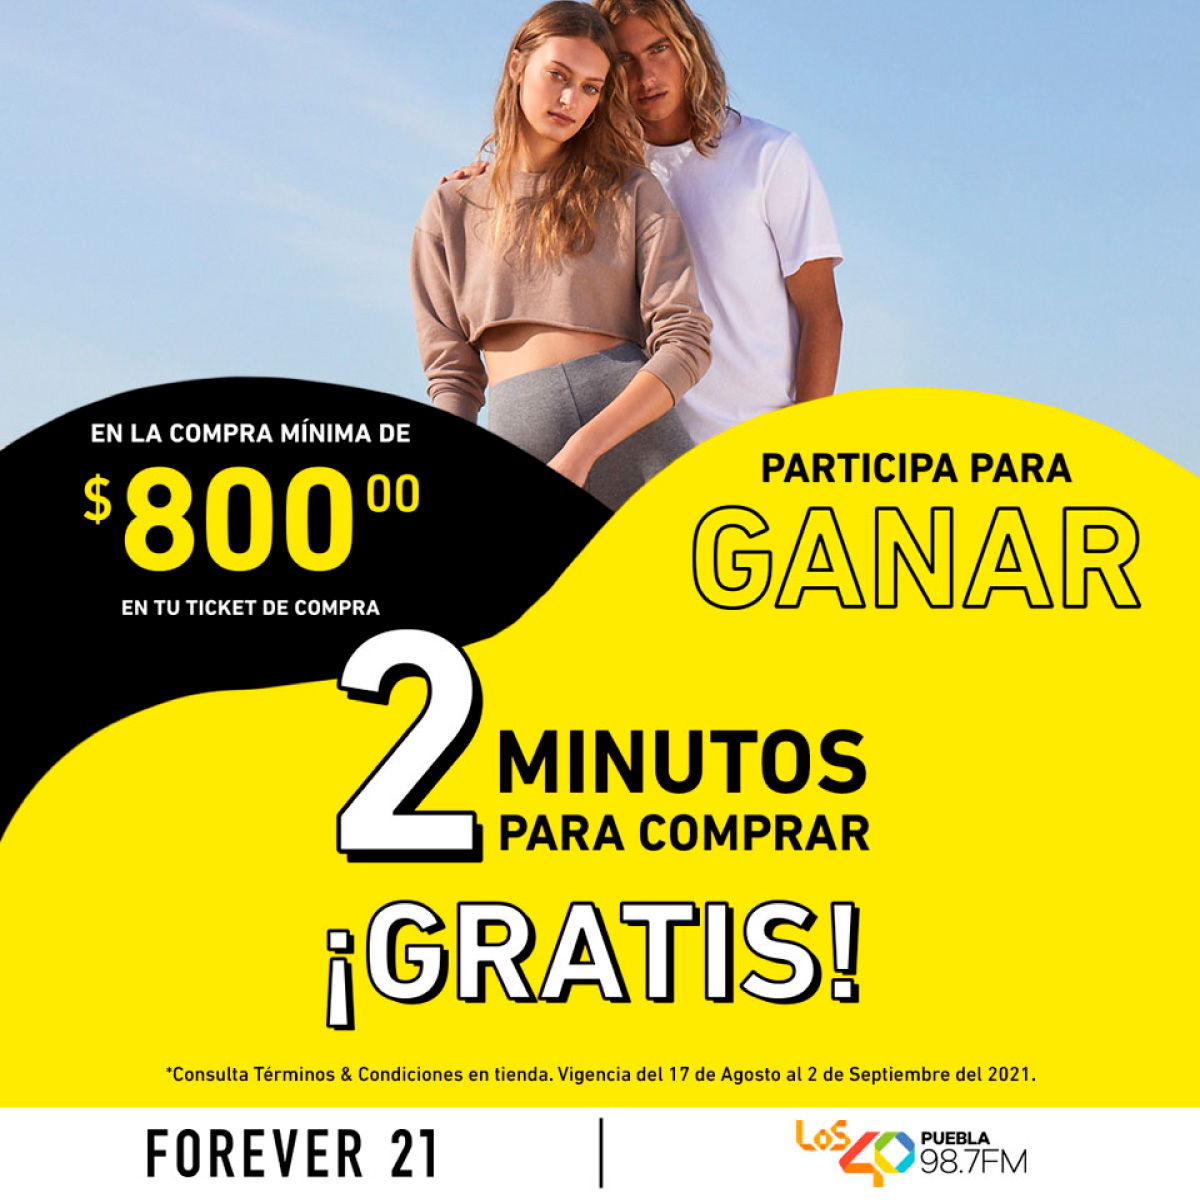 EN LA COMPRA MÍNIMA DE
$800 00
EN TU TICKET DE COMPRA
PARTICIPA PARA
GANAR
2 MINUTOS
PARA COMPRAR
¡GRATIS!
*Consulta Términos & Condiciones en tienda. Vigencia del 17 de Agosto al 2 de Septiembre del 2021.
FOREVER 21
LOS 40 PUEBLA
98.7FM